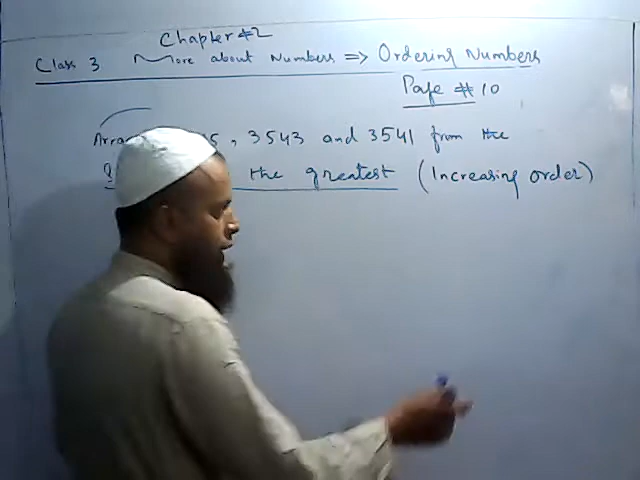 Chapter #2
Class 3 More about Numbers => Ordering Numbers
Page # 10
5, 3543 and 3541 from the
the greatest (Increasing order)